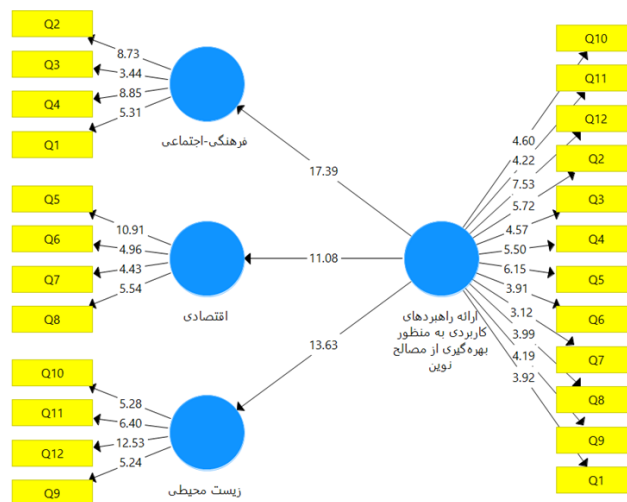 Q2
Q3
Q4
Q1
8.73
3.44
8.85
5.31
فرهنگی-اجتماعی
Q5
Q6
Q7
Q8
10.91
4.96
4.43
5.54
اقتصادی
Q10
Q11
Q12
Q9
5.28
6.40
12.53
5.24
زیست محیطی
17.39
11.08
13.63
ارائه راهبردهای
کاربردی به منظور
بهره‌گیری از مصالح
نوین
4.60
4.22
7.53
5.72
4.57
5.50
6.15
3.91
3.12
3.99
4.19
3.92
Q10
Q11
Q12
Q2
Q3
Q4
Q5
Q6
Q7
Q8
Q9
Q1